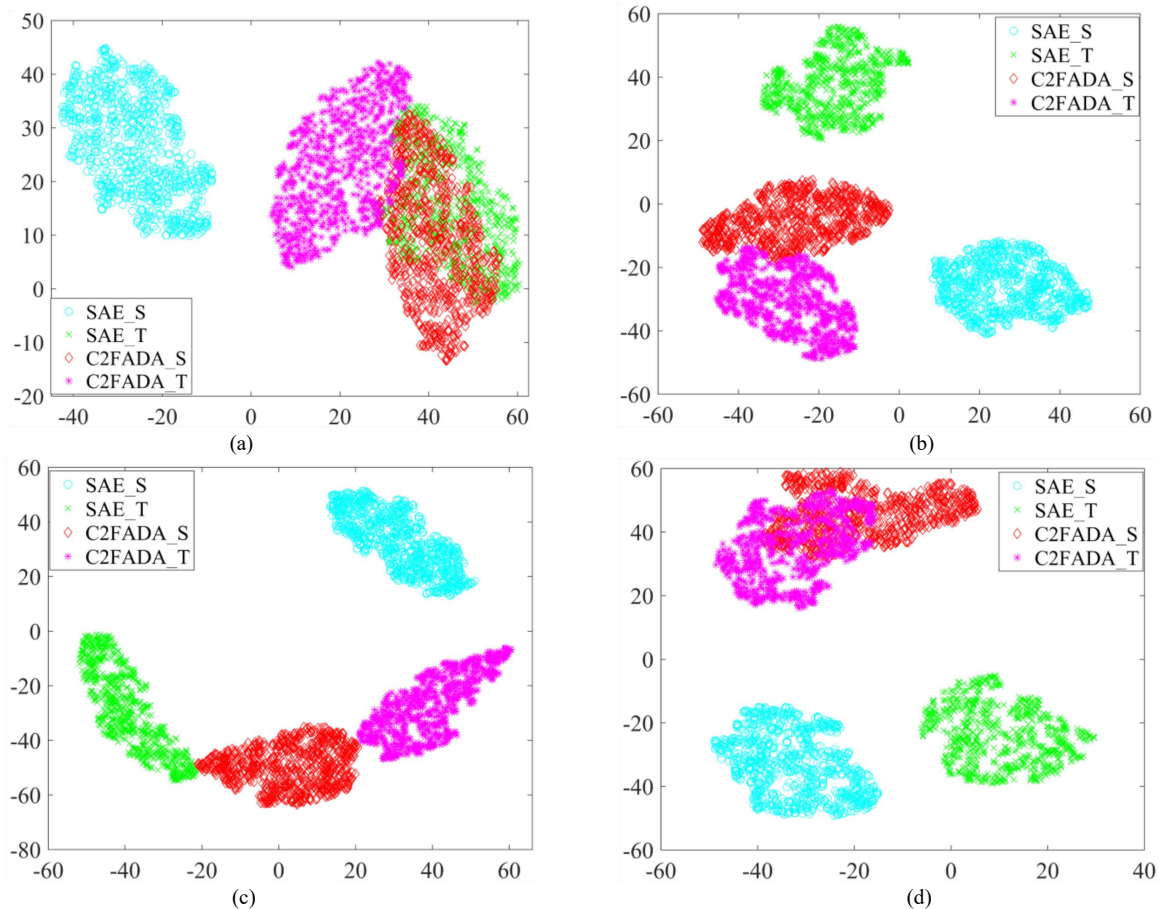 50
40
30
20
10
0
-10
-20
SAE_S
SAE_T
C2FADA_S
C2FADA_T
-40 -20 0 20 40 60
(a)
60
40
20
0
-20
-40
-60
SAE_S
SAE_T
C2FADA_S
C2FADA_T
-60 -40 -20 0 20 40 60
(b)
60
40
20
0
-20
-40
-60
-80
SAE_S
SAE_T
C2FADA_S
C2FADA_T
-60 -40 -20 0 20 40 60
(c)
60
40
20
0
-20
-40
-60
SAE_S
SAE_T
C2FADA_S
C2FADA_T
-60 -40 -20 0 20 40
(d)